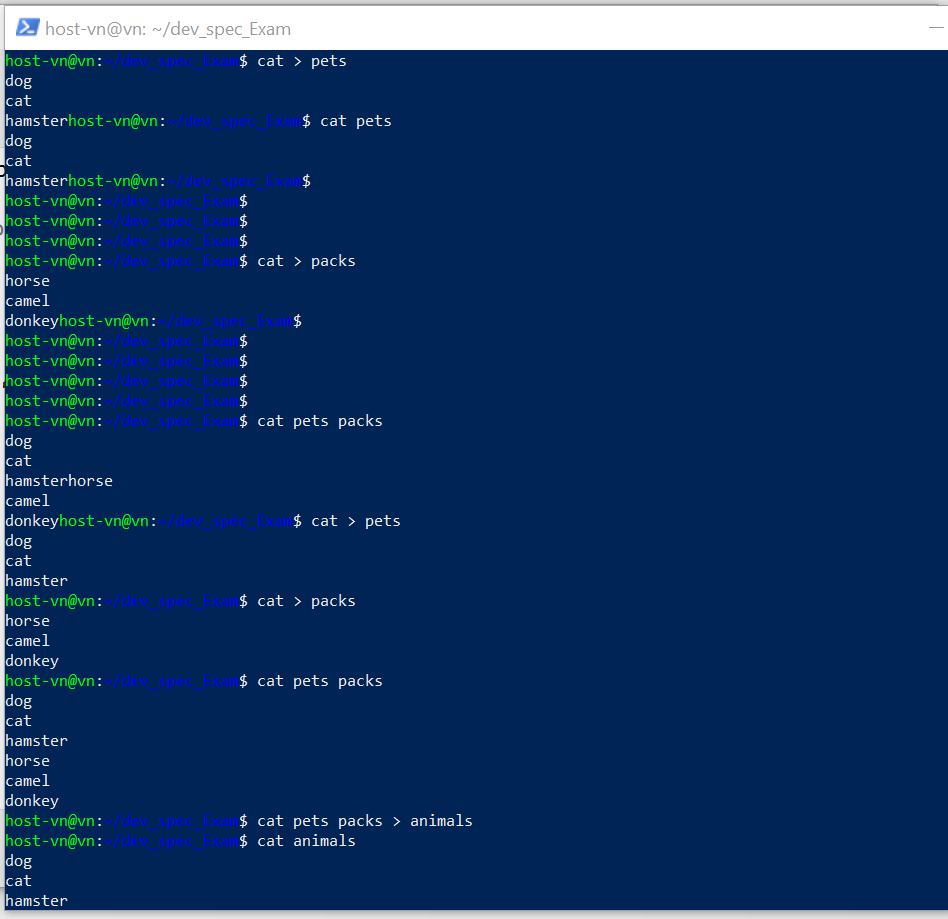 host-vn@vn: ~/dev_spec_Exam
host-vn@vn:~/dev_spec_Exam$ cat > pets
dog
cat
hamsterhost-vn@vn:~/dev_spec_Exam$ cat pets
dog
cat
hamsterhost-vn@vn:~/dev_spec_Exam$
host-vn@vn:~/dev_spec_Exam$
host-vn@vn:~/dev_spec_Exam$
host-vn@vn:~/dev_spec_Exam$
host-vn@vn:~/dev_spec_Exam$ cat > packs
horse
camel
donkeyhost-vn@vn:~/dev_spec_Exam$
host-vn@vn:~/dev_spec_Exam$
host-vn@vn:~/dev_spec_Exam$
host-vn@vn:~/dev_spec_Exam$
host-vn@vn:~/dev_spec_Exam$
host-vn@vn:~/dev_spec_Exam$ cat pets packs
dog
cat
hamsterhorse
camel
donkeyhost-vn@vn:~/dev_spec_Exam$ cat > pets
dog
cat
hamster
host-vn@vn:~/dev_spec_Exam$ cat > packs
horse
camel
donkey
host-vn@vn:~/dev_spec_Exam$ cat pets packs
dog
cat
hamster
horse
camel
donkey
host-vn@vn:~/dev_spec_Exam$ cat pets packs > animals
host-vn@vn:~/dev_spec_Exam$ cat animals
dog
cat
hamster